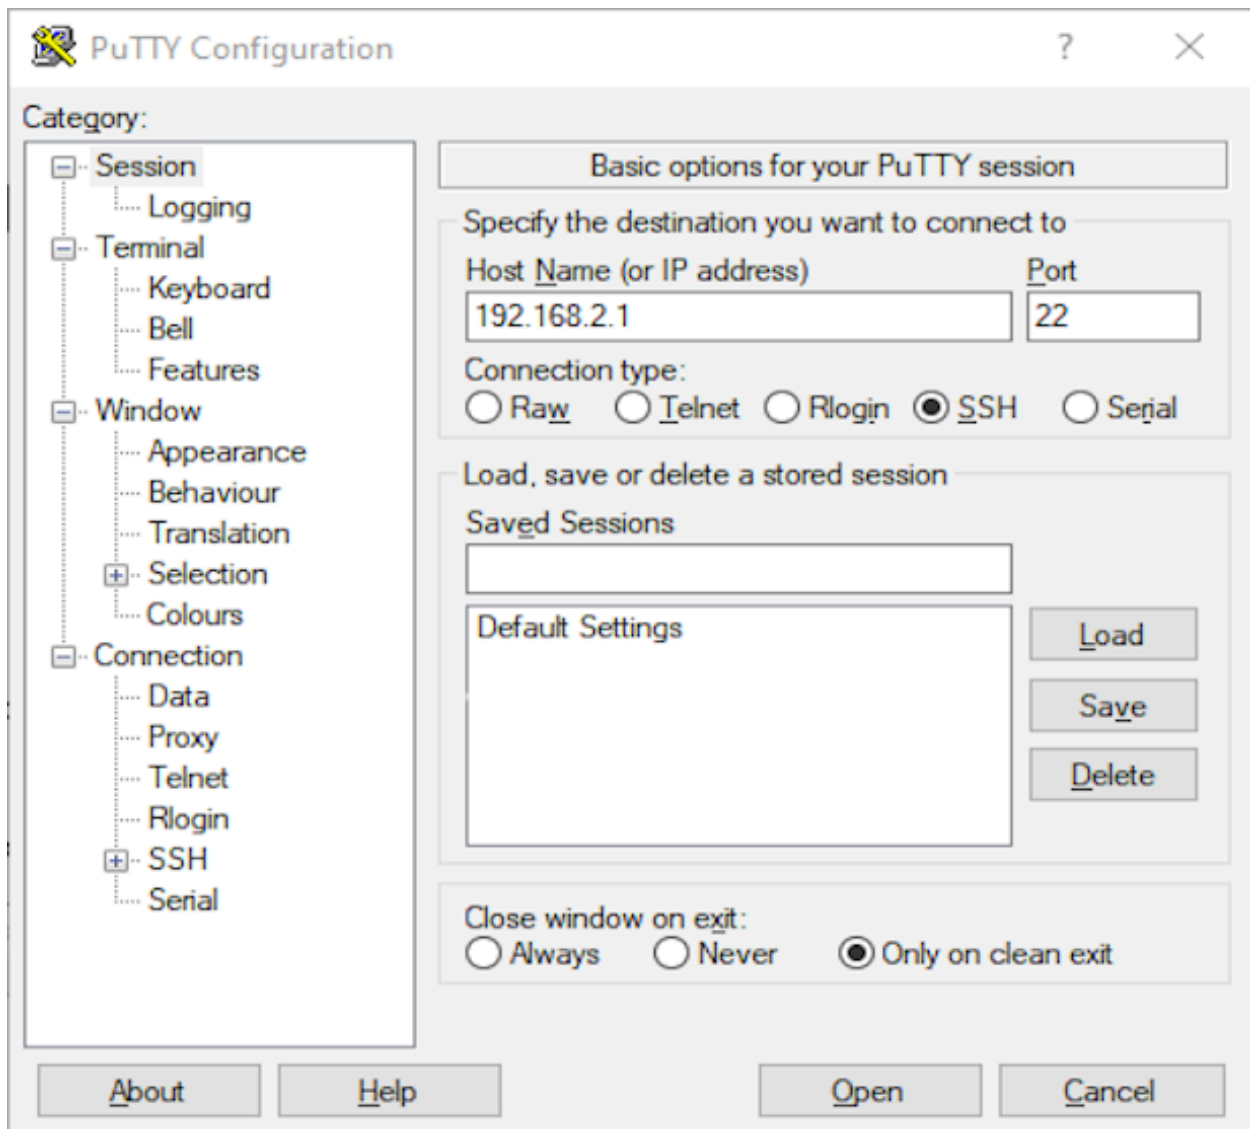 PuTTY Configuration ? ×
Category:
Session
Logging
Terminal
Keyboard
Bell
Features
Window
Appearance
Behaviour
Translation
Selection
Colours
Connection
Data
Proxy
Telnet
Rlogin
SSH
Serial
Basic options for your PuTTY session
Specify the destination you want to connect to
Host Name (or IP address) Port
192.168.2.1 22
Connection type:
Raw Telnet Rlogin SSH Serial
Load, save or delete a stored session
Saved Sessions
Default Settings
Load
Save
Delete
Close window on exit:
Always Never Only on clean exit
About Help Open Cancel